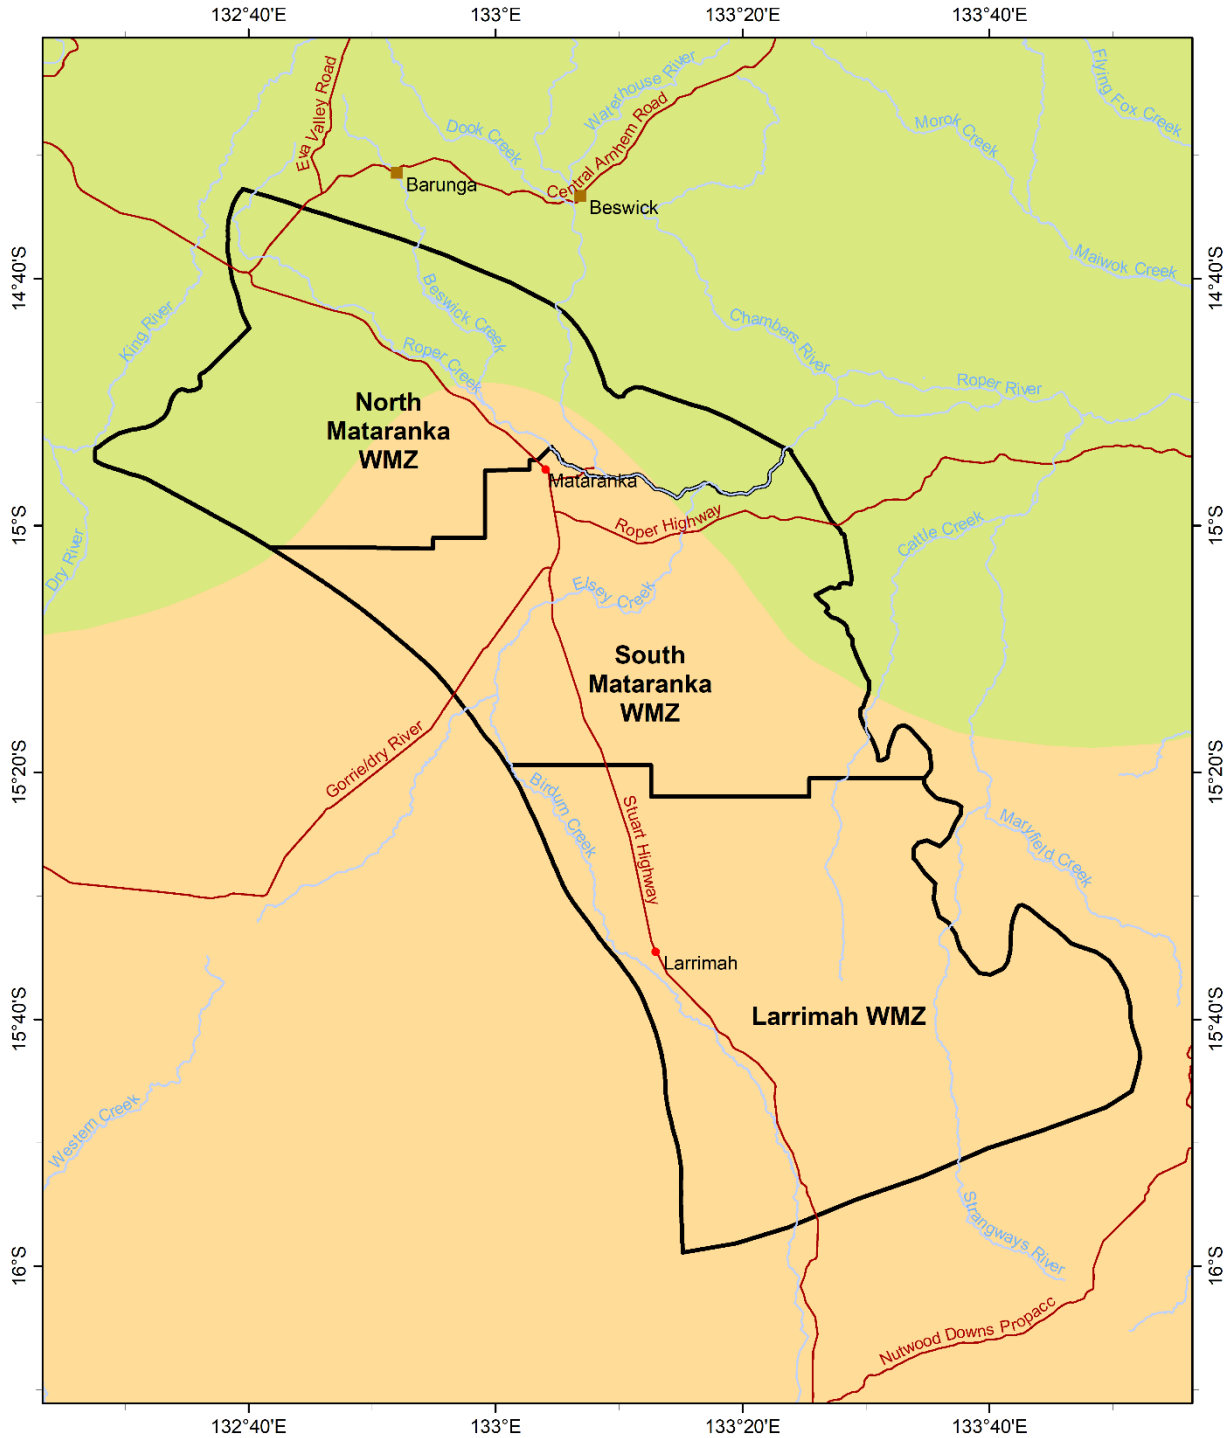 132°40'E
133°E
133°20'E
133°40'E
Eva Valley Road
Waterhouse River
Flying Fox Creek
Dook Creek
Morok Creek
Central Arnhem Road
Barunga
Beswick
14°40'S
14°40'S
Maiwok Creek
King River
Beswick Creek
Chambers River
Roper Creek
Roper River
North
Mataranka
WMZ
Mataranka
15°S
15°S
Roper Highway
Cattle Creek
Dry River
Elsey Creek
South
Mataranka
WMZ
Gorrie/dry River
15°20'S
15°20'S
Birdum Creek
Stuart Highway
Maryfield Creek
Larrimah
Larrimah WMZ
15°40'S
15°40'S
Western Creek
Strangways River
16°S
16°S
Nutwood Downs Propacc
132°40'E
133°E
133°20'E
133°40'E